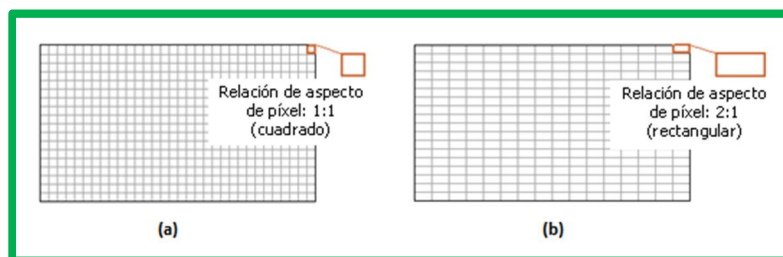 Relación de aspecto
de píxel: 1:1
(cuadrado)
(a)
Relación de aspecto
de píxel: 2:1
(rectangular)
(b)